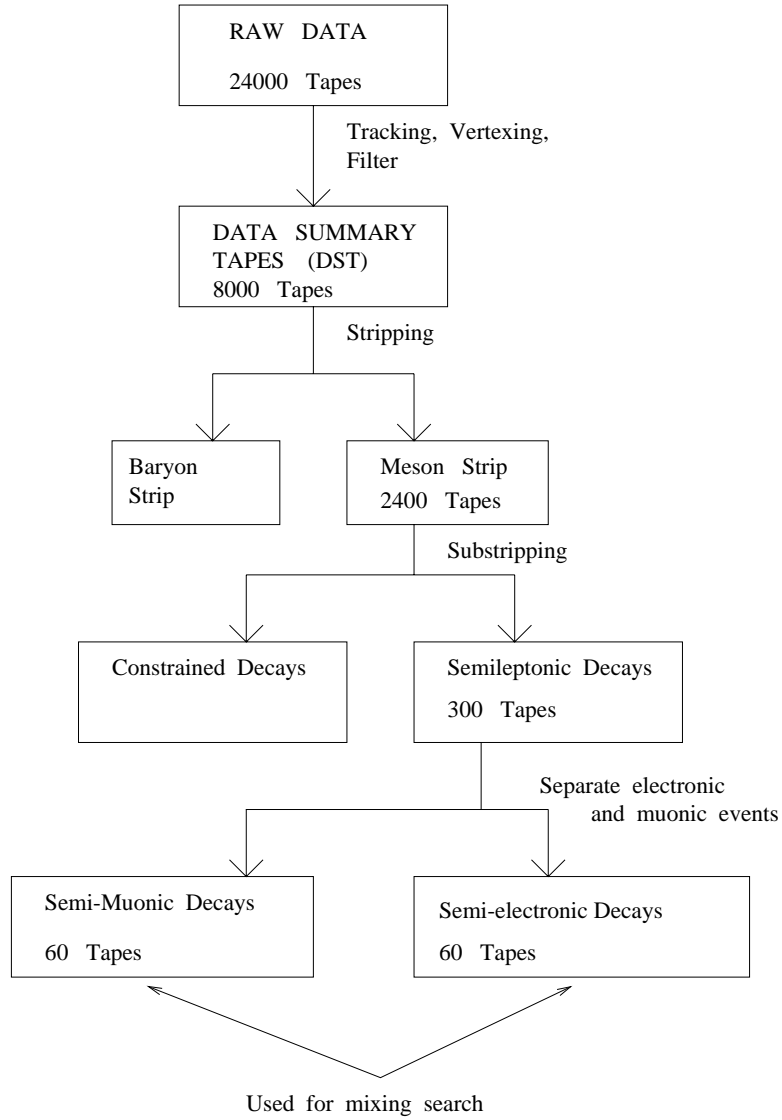 RAW DATA
24000 Tapes
Tracking, Vertexing,
Filter
DATA SUMMARY
TAPES (DST)
8000 Tapes
Stripping
Baryon
Strip
Meson Strip
2400 Tapes
Substripping
Constrained Decays
Semileptonic Decays
300 Tapes
Separate electronic
and muonic events
Semi-Muonic Decays
60 Tapes
Semi-electronic Decays
60 Tapes
Used for mixing search